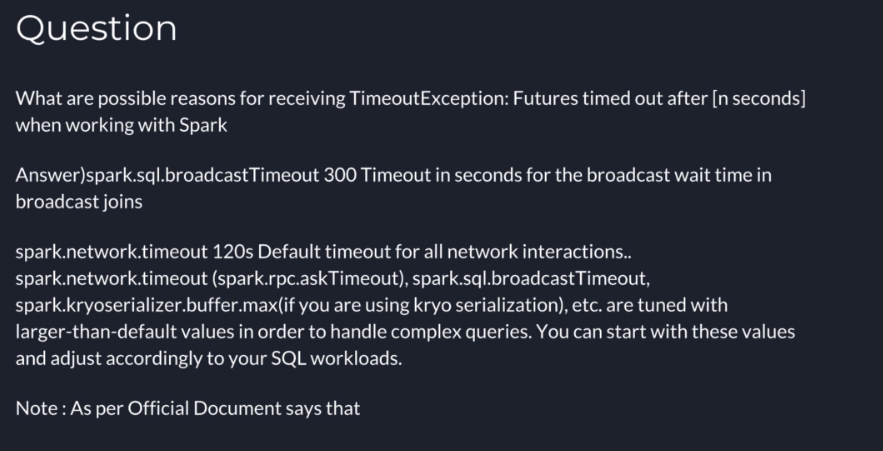 Question
What are possible reasons for receiving TimeoutException: Futures timed out after [n seconds]
when working with Spark
Answer)spark.sql.broadcastTimeout 300 Timeout in seconds for the broadcast wait time in
broadcast joins
spark.network.timeout 120s Default timeout for all network interactions..
spark.network.timeout (spark.rpc.askTimeout), spark.sql.broadcastTimeout,
spark.kryoserializer.buffer.max(if you are using kryo serialization), etc. are tuned with
larger-than-default values in order to handle complex queries. You can start with these values
and adjust accordingly to your SQL workloads.
Note : As per Official Document says that